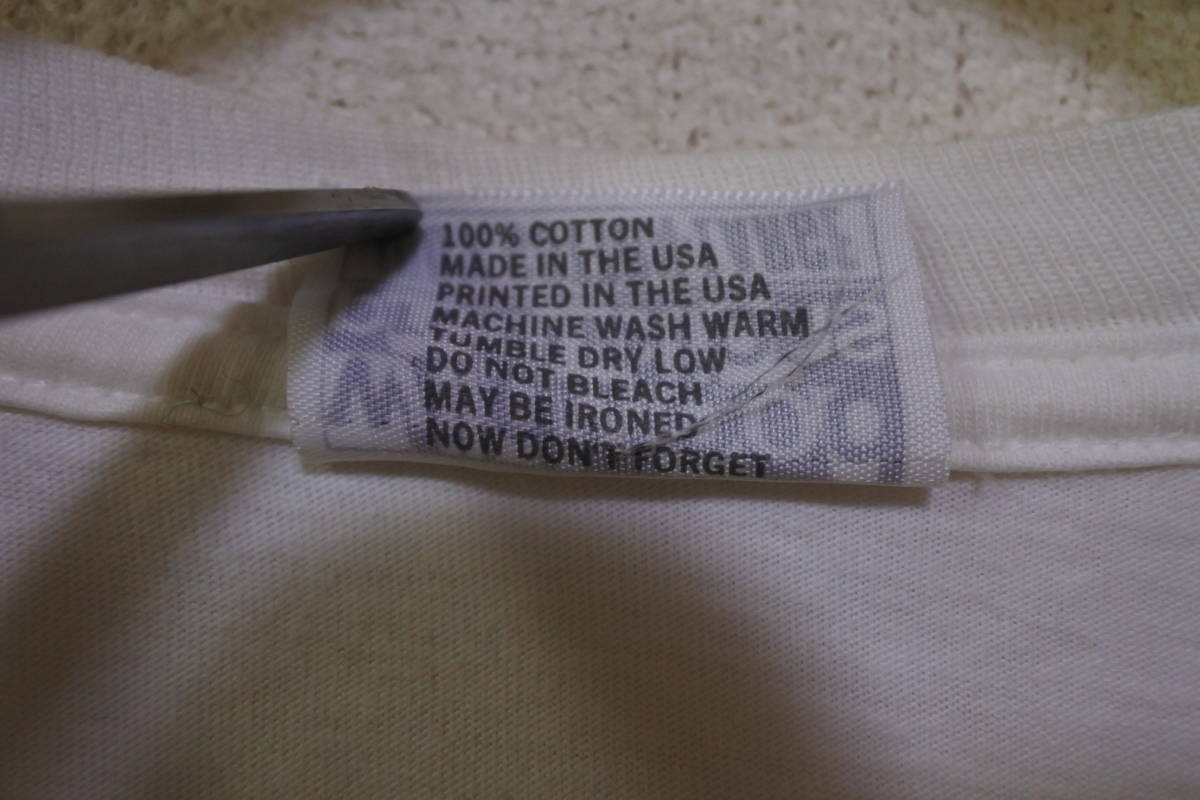 100% COTTON
MADE IN THE USA
PRINTED IN THE USA
MACHINE WASH WARM
TUMBLE DRY LOW
DO NOT BLEACH
MAY BE IRONED
NOW DON'T FORGET